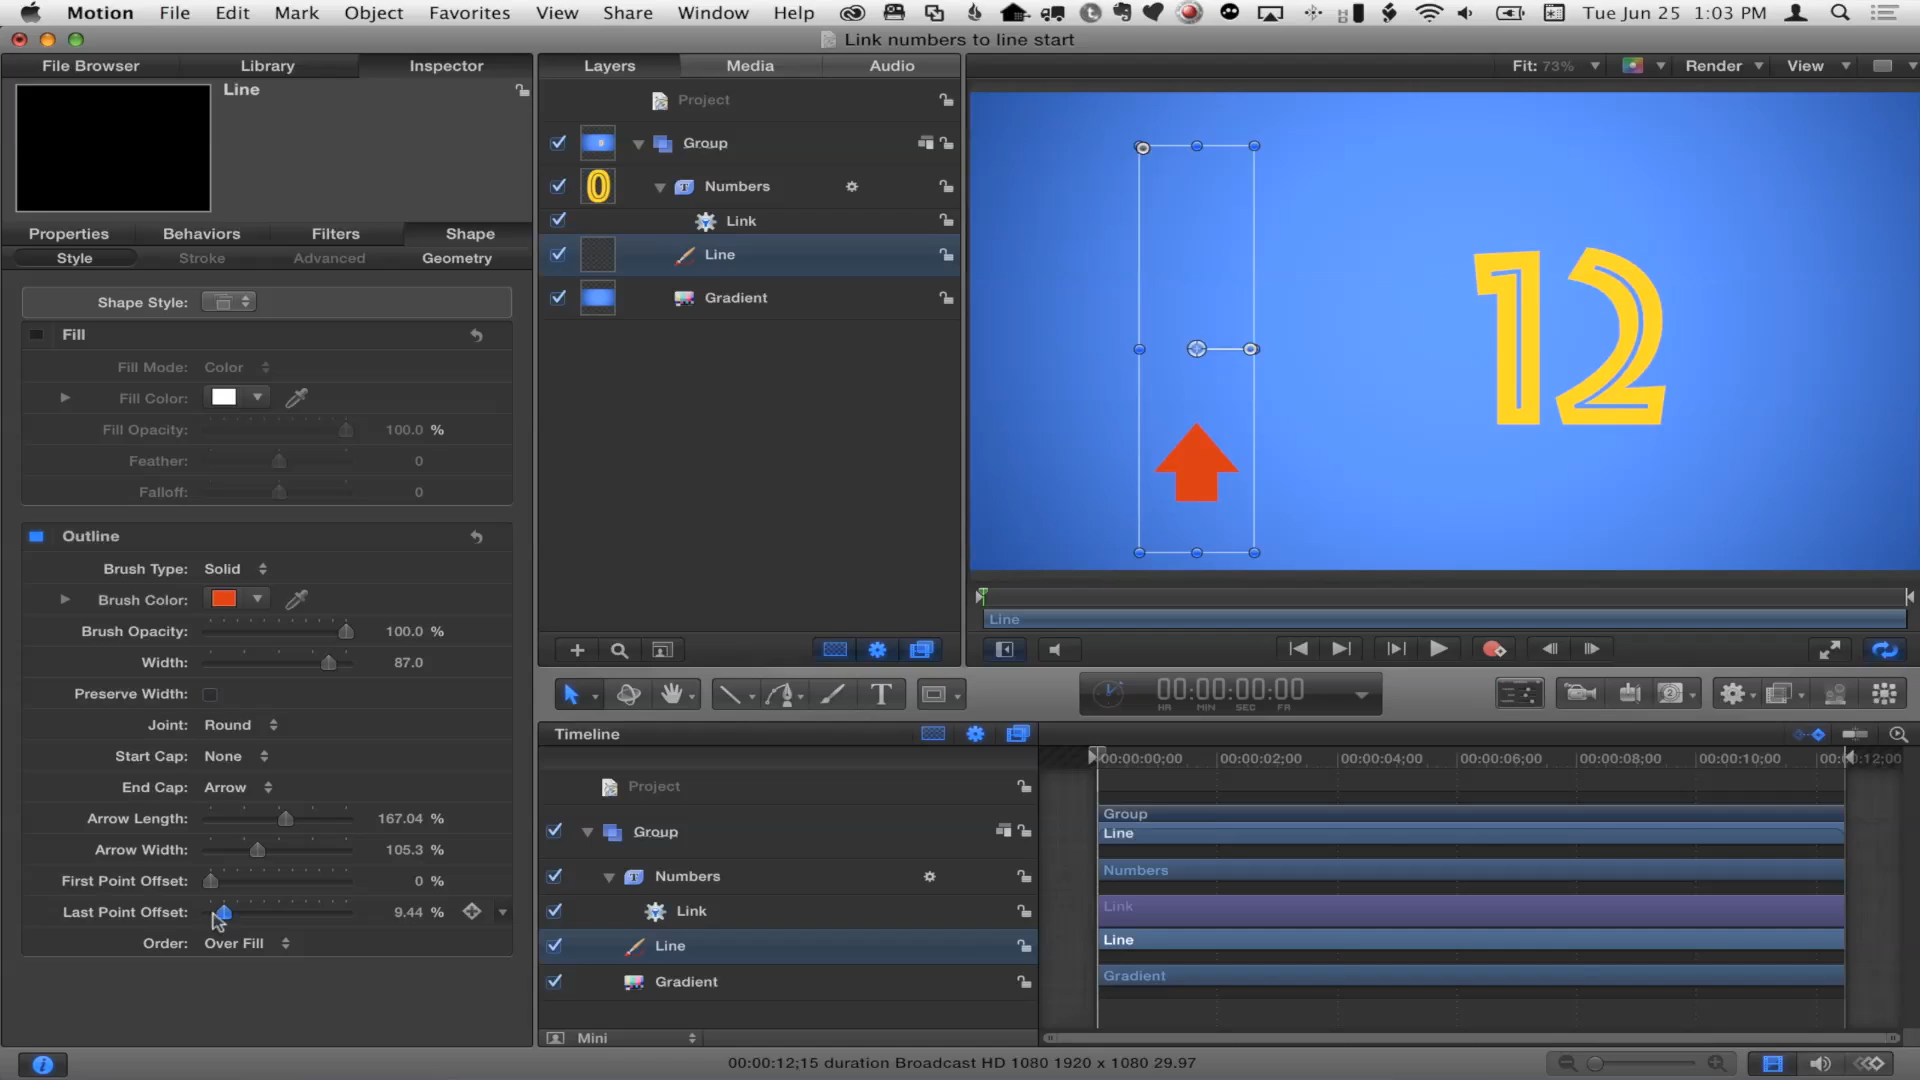 Motion File Edit Mark Object Favorites View Share Window Help Tue Jun 25 1:03 PM
Link numbers to line start
File Browser Library Inspector
Line
Properties Behaviors Filters Shape
Style Stroke Advanced Geometry
Shape Style:
Fill
Fill Mode: Color
Fill Color:
Fill Opacity: 100.0 %
Feather: 0
Falloff: 0
Outline
Brush Type: Solid
Brush Color:
Brush Opacity: 100.0 %
Width: 87.0
Preserve Width:
Joint: Round
Start Cap: None
End Cap: Arrow
Arrow Length: 167.04 %
Arrow Width: 105.3 %
First Point Offset: 0 %
Last Point Offset: 9.44 %
Order: Over Fill
Layers Media Audio
Project
Group
0
Numbers
Link
Line
Gradient
Fit: 73% Render View
12
Line
00:00:00:00
HR MIN SEC FR
Timeline
Project
Group
Numbers
Link
Line
Gradient
Mini
00:00:00;00 00:00:02;00 00:00:04;00 00:00:06;00 00:00:08;00 00:00:10;00
Group
Line
Numbers
Link
Line
Gradient
00:00:12;15 duration Broadcast HD 1080 1920 x 1080 29.97